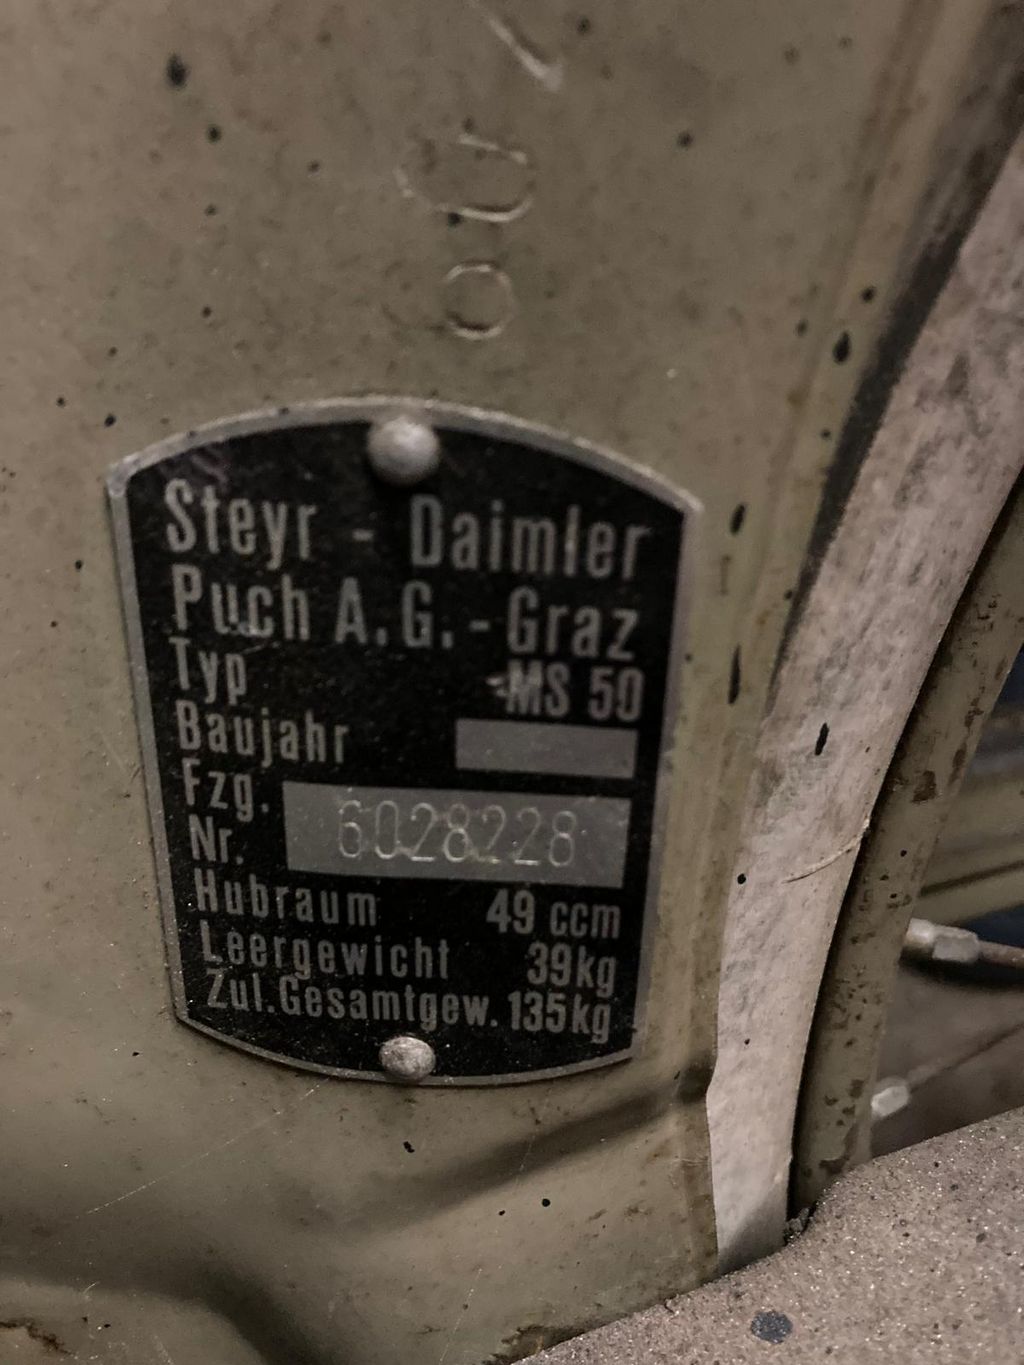 Steyr - Daimler
Puch A.G.-Graz
Typ MS 50
Baujahr
Fzg.
Nr. 6028228
Hubraum 49 ccm
Leergewicht 39kg
Zul.Gesamtgew. 135kg